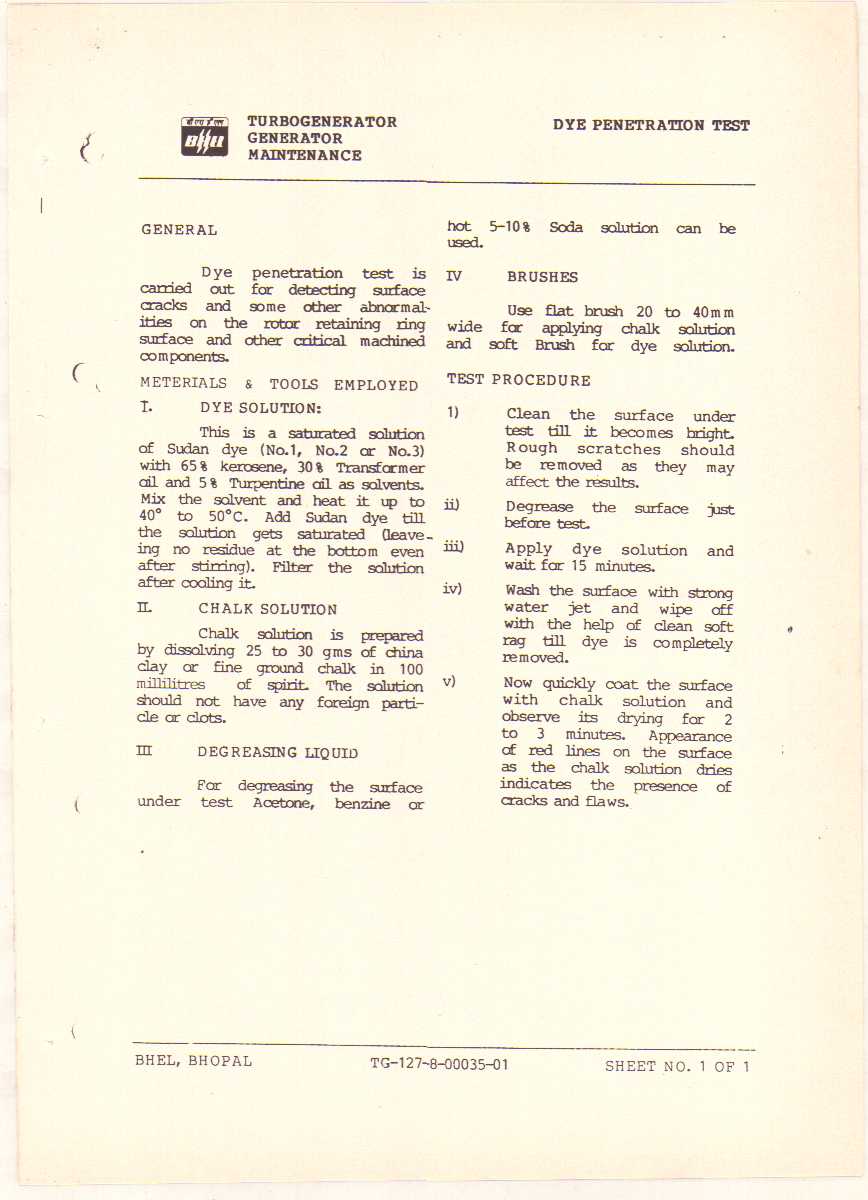 बी एच ई एल
BHEL
TURBOGENERATOR
GENERATOR
MAINTENANCE
DYE PENETRATION TEST
GENERAL
Dye penetration test is
carried out for detecting surface
cracks and some other abnormal-
ities on the rotor retaining ring
surface and other critical machined
components.
METERIALS & TOOLS EMPLOYED
I. DYE SOLUTION:
This is a saturated solution
of Sudan dye (No.1, No.2 or No.3)
with 65% kerosene, 30% Transformer
oil and 5% Turpentine oil as solvents.
Mix the solvent and heat it up to
40° to 50°C. Add Sudan dye till
the solution gets saturated (leave-
ing no residue at the bottom even
after stirring). Filter the solution
after cooling it.
II. CHALK SOLUTION
Chalk solution is prepared
by dissolving 25 to 30 gms of china
clay or fine ground chalk in 100
millilitres of spirit. The solution
should not have any foreign parti-
cle or clots.
III DEGREASING LIQUID
For degreasing the surface
under test Acetone, benzine or
hot 5-10% Soda solution can be
used.
IV BRUSHES
Use flat brush 20 to 40mm
wide for applying chalk solution
and soft Brush for dye solution.
TEST PROCEDURE
1) Clean the surface under
test till it becomes bright.
Rough scratches should
be removed as they may
affect the results.
ii) Degrease the surface just
before test.
iii) Apply dye solution and
wait for 15 minutes.
iv) Wash the surface with strong
water jet and wipe off
with the help of clean soft
rag till dye is completely
removed.
v) Now quickly coat the surface
with chalk solution and
observe its drying for 2
to 3 minutes. Appearance
of red lines on the surface
as the chalk solution dries
indicates the presence of
cracks and flaws.
BHEL, BHOPAL
TG-127-8-00035-01
SHEET NO. 1 OF 1